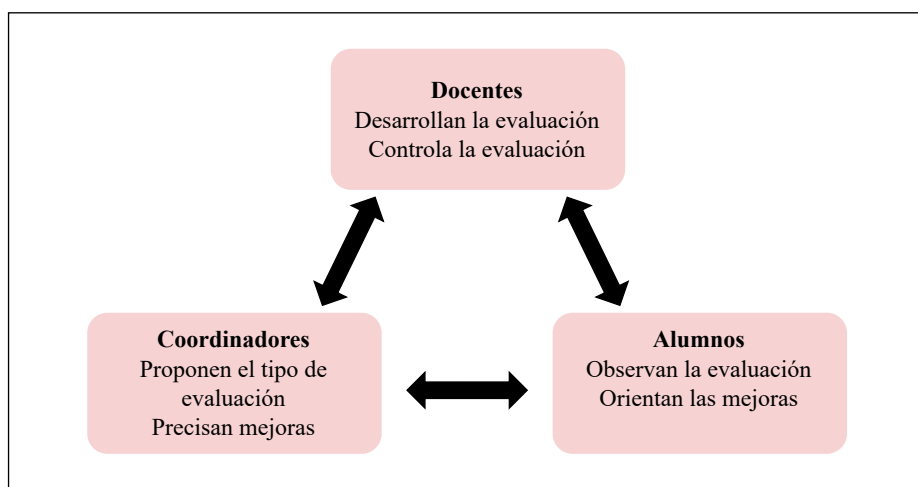 Docentes
Desarrollan la evaluación
Controla la evaluación
Coordinadores
Proponen el tipo de
evaluación
Precisan mejoras
Alumnos
Observan la evaluación
Orientan las mejoras